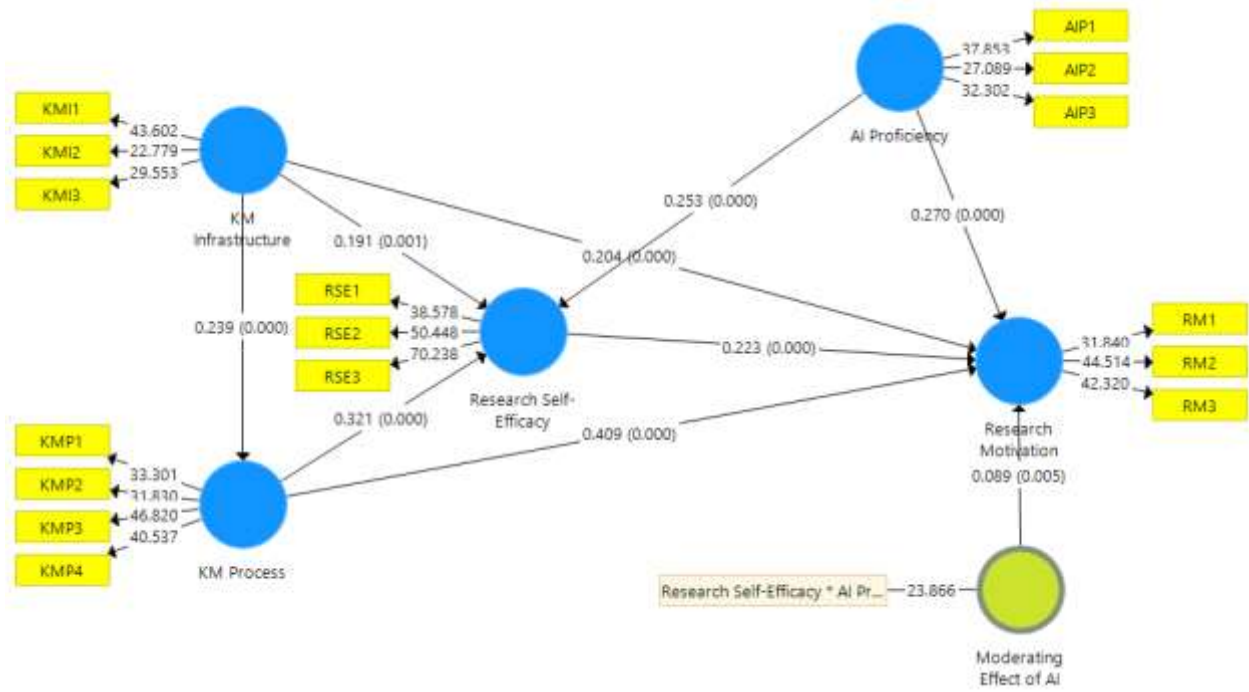 AIP1
37.853
AIP2
27.089
AIP3
32.302
AI Proficiency
KMI1
43.602
KMI2
22.779
KMI3
29.553
KM
Infrastructure
0.253 (0.000)
0.270 (0.000)
0.191 (0.001)
0.204 (0.000)
0.239 (0.000)
RSE1
38.578
RSE2
50.448
RSE3
70.238
Research Self-
Efficacy
0.223 (0.000)
RM1
31.840
RM2
44.514
RM3
42.320
Research
Motivation
0.321 (0.000)
0.409 (0.000)
0.089 (0.005)
KMP1
33.301
KMP2
31.830
KMP3
46.820
KMP4
40.537
KM Process
Research Self-Efficacy * AI Pr...
23.866
Moderating
Effect of AI